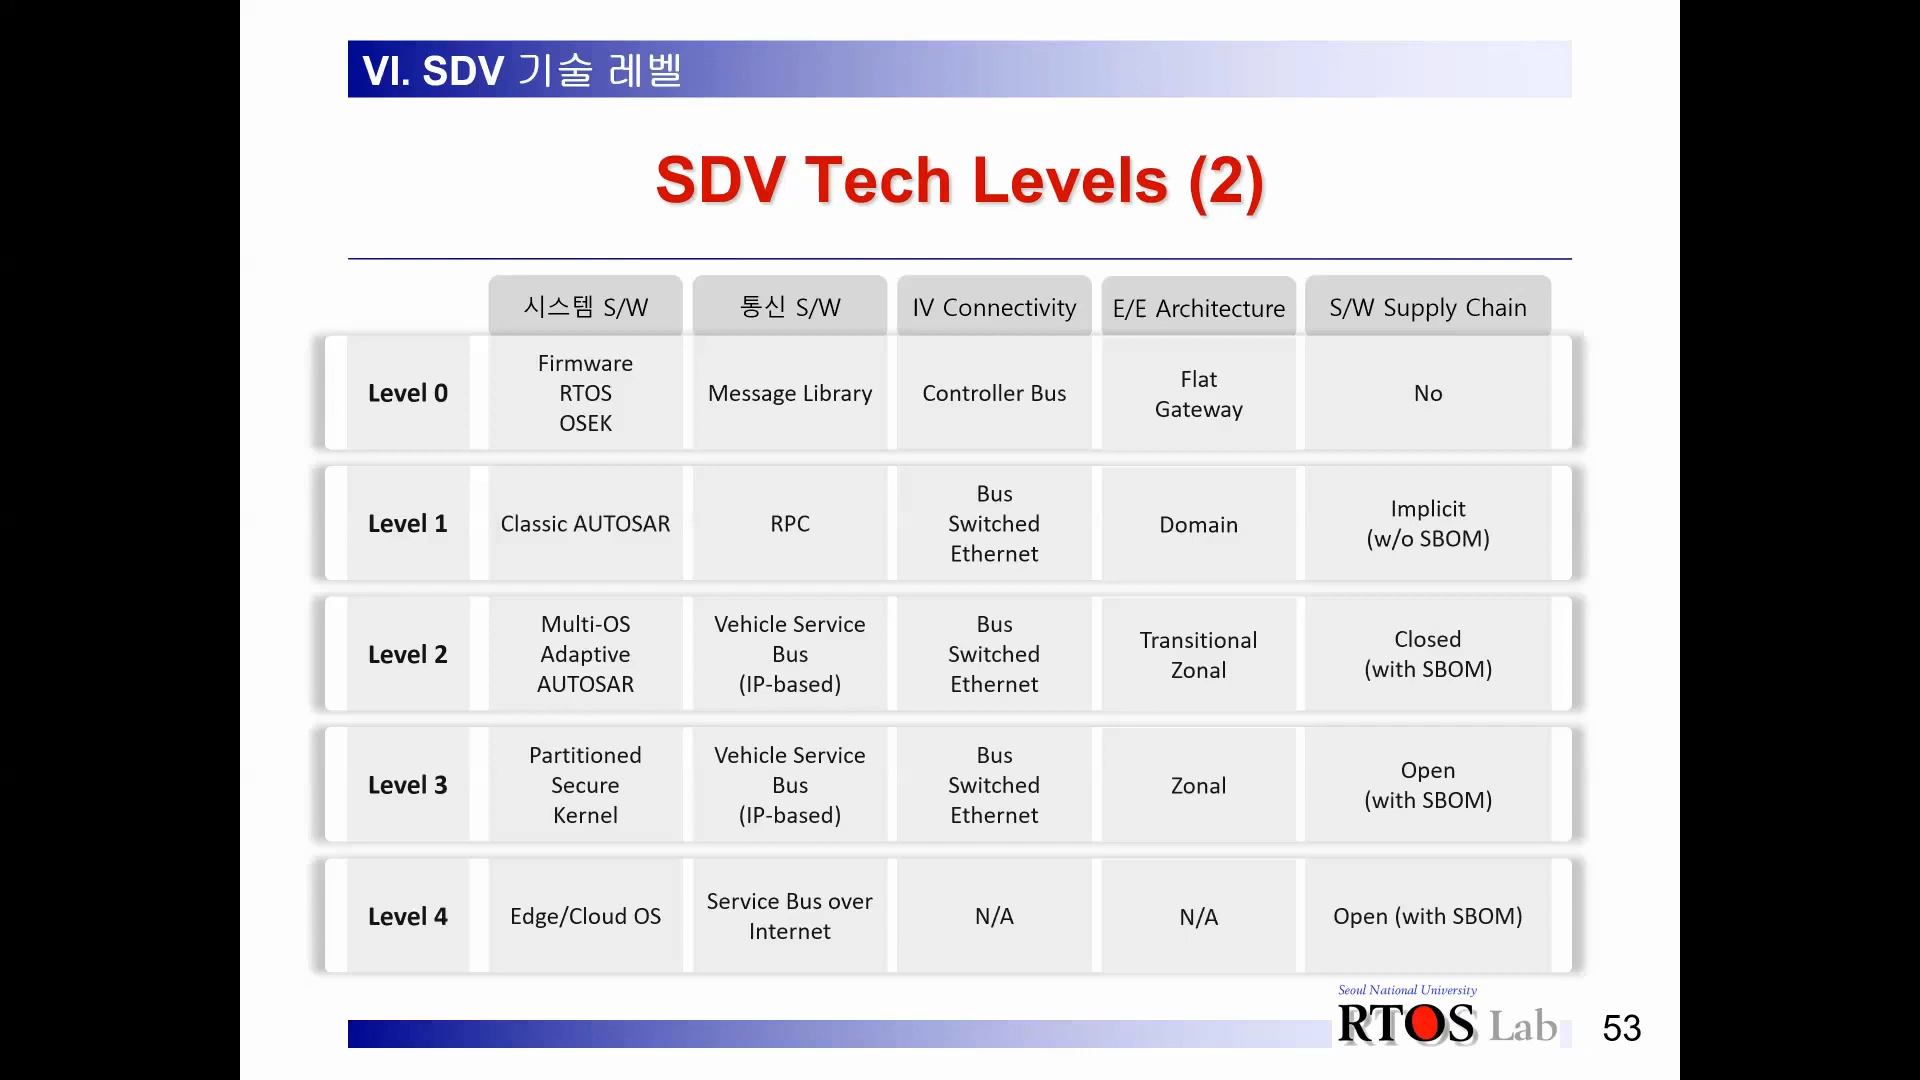 VI. SDV 기술 레벨
SDV Tech Levels (2)
시스템 S/W
통신 S/W
IV Connectivity
E/E Architecture
S/W Supply Chain
Level 0
Firmware
RTOS
OSEK
Message Library
Controller Bus
Flat
Gateway
No
Level 1
Classic AUTOSAR
RPC
Bus
Switched
Ethernet
Domain
Implicit
(w/o SBOM)
Level 2
Multi-OS
Adaptive
AUTOSAR
Vehicle Service
Bus
(IP-based)
Bus
Switched
Ethernet
Transitional
Zonal
Closed
(with SBOM)
Level 3
Partitioned
Secure
Kernel
Vehicle Service
Bus
(IP-based)
Bus
Switched
Ethernet
Zonal
Open
(with SBOM)
Level 4
Edge/Cloud OS
Service Bus over
Internet
N/A
N/A
Open (with SBOM)
Seoul National University
RTOS Lab
53